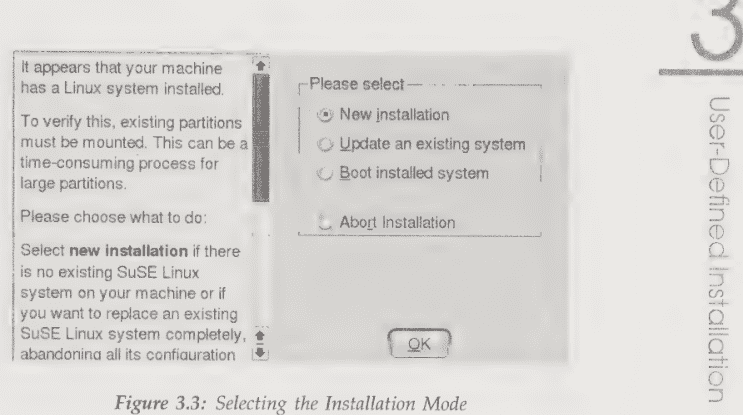 It appears that your machine
has a Linux system installed.
To verify this, existing partitions
must be mounted. This can be a
time-consuming process for
large partitions.
Please choose what to do:
Select new installation if there
is no existing SuSE Linux
system on your machine or if
you want to replace an existing
SuSE Linux system completely,
abandoning all its configuration
Please select
New installation
Update an existing system
Boot installed system
Abort Installation
OK
Figure 3.3: Selecting the Installation Mode
3
User-Defined Installation